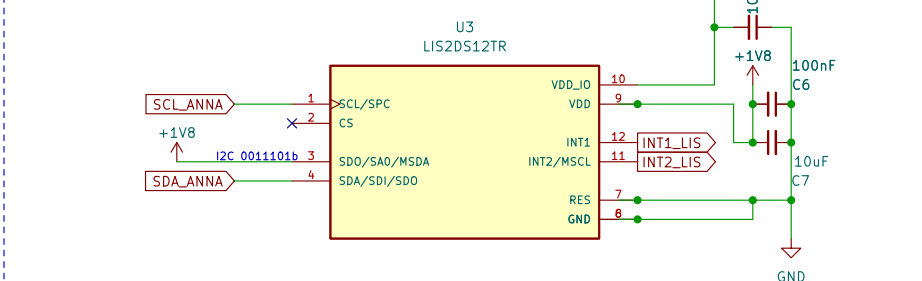 U3
LIS2DS12TR
+1V8
100nF
C6
10 VDD_IO
9 VDD
SCL_ANNA 1 SCL/SPC
2 CS
+1V8
I2C 0011101b 3 SDO/SA0/MSDA
SDA_ANNA 4 SDA/SDI/SDO
INT1 12 INT1_LIS
INT2/MSCL 11 INT2_LIS
10uF
C7
RES 7
GND 8
GND